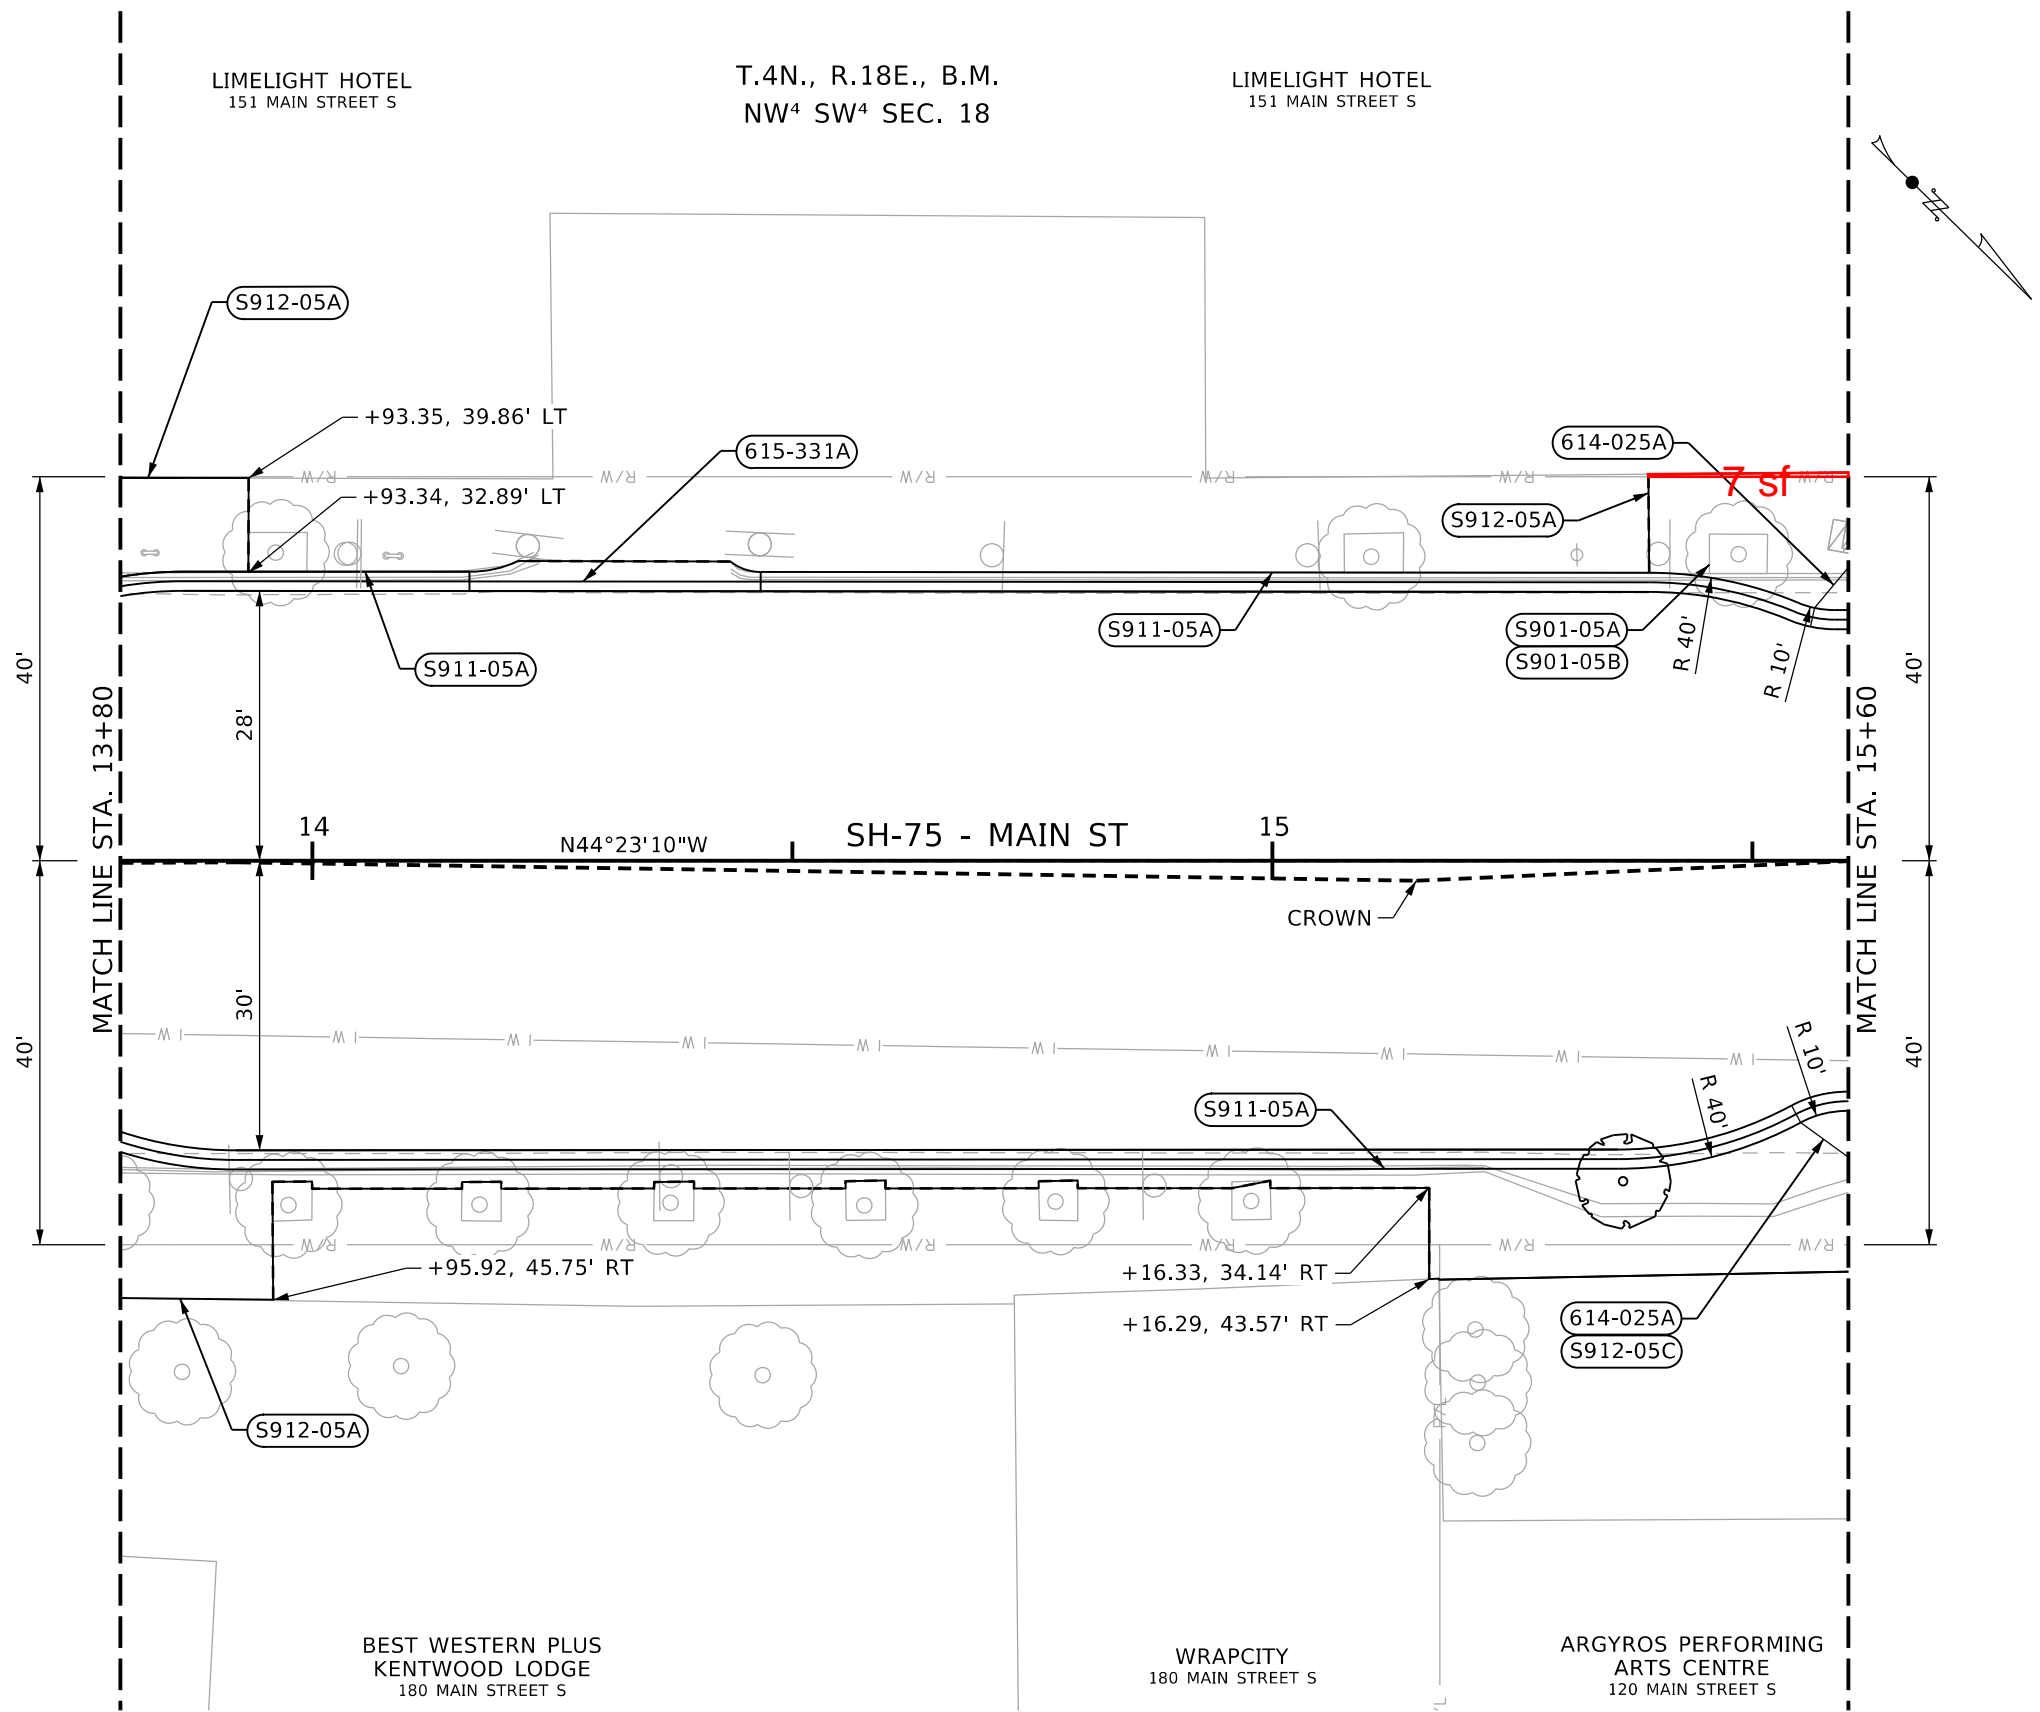 LIMELIGHT HOTEL
151 MAIN STREET S
T.4N., R.18E., B.M.
NW⁴ SW⁴ SEC. 18
LIMELIGHT HOTEL
151 MAIN STREET S
N
S912-05A
+93.35, 39.86' LT
615-331A
614-025A
R/W
R/W
R/W
R/W
R/W
R/W
7 sf
+93.34, 32.89' LT
S912-05A
S911-05A
S911-05A
S901-05A
S901-05B
R 40'
R 10'
40'
28'
40'
MATCH LINE STA. 13+80
MATCH LINE STA. 15+60
14
N44°23'10"W
SH-75 - MAIN ST
15
CROWN
40'
30'
40'
W I
W I
W I
W I
W I
W I
W I
W I
W I
W I
R 10'
R 40'
S911-05A
R/W
R/W
R/W
R/W
R/W
R/W
+95.92, 45.75' RT
+16.33, 34.14' RT
+16.29, 43.57' RT
614-025A
S912-05C
S912-05A
BEST WESTERN PLUS
KENTWOOD LODGE
180 MAIN STREET S
WRAPCITY
180 MAIN STREET S
ARGYROS PERFORMING
ARTS CENTRE
120 MAIN STREET S